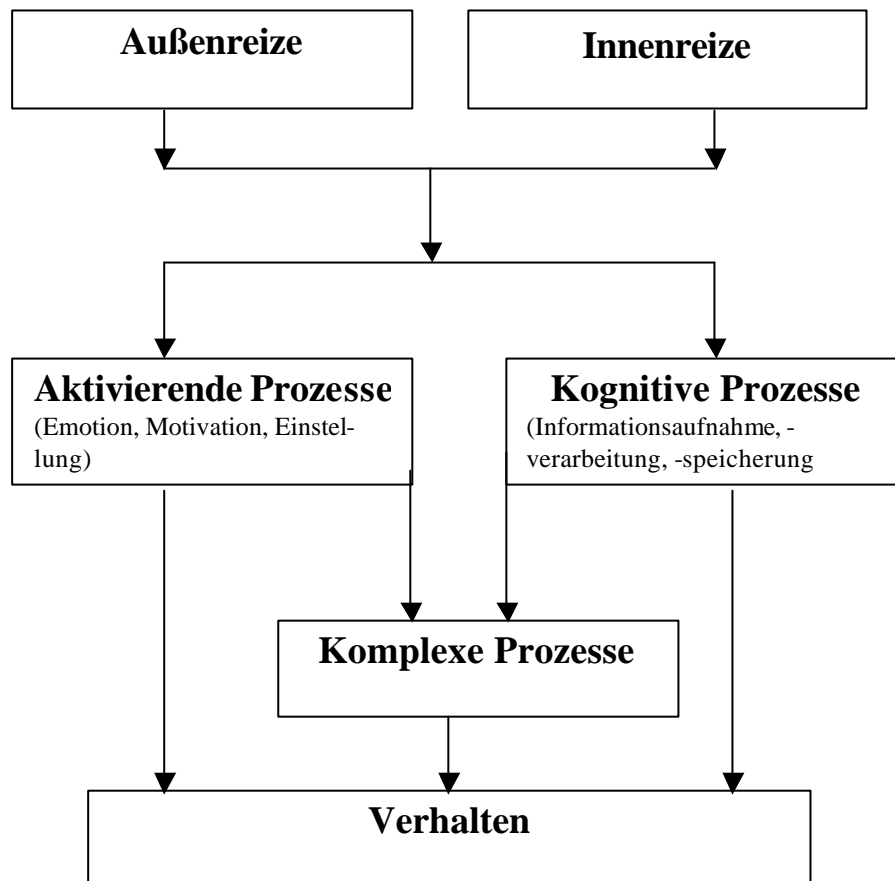 Außenreize
Innenreize
Aktivierende Prozesse
(Emotion, Motivation, Einstel-
lung)
Kognitive Prozesse
(Informationsaufnahme, -
verarbeitung, -speicherung
Komplexe Prozesse
Verhalten